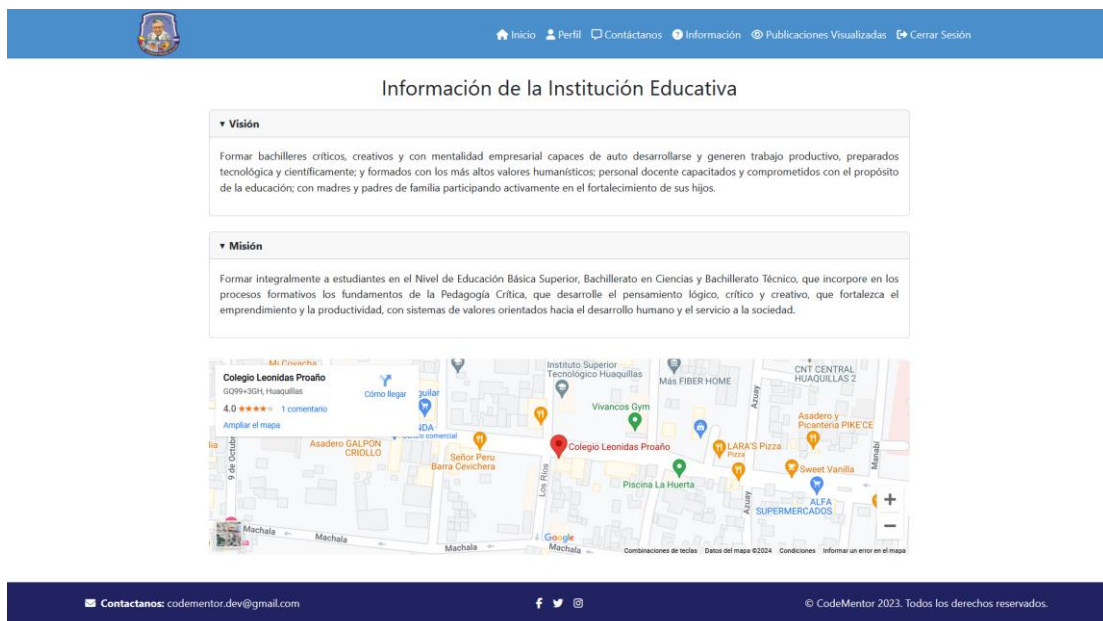 Inicio Perfil Contáctanos Información Publicaciones Visualizadas Cerrar Sesión
Información de la Institución Educativa
Visión
Formar bachilleres críticos, creativos y con mentalidad empresarial capaces de auto desarrollarse y generen trabajo productivo, preparados
tecnológica y científicamente; y formados con los más altos valores humanísticos; personal docente capacitados y comprometidos con el propósito
de la educación; con madres y padres de familia participando activamente en el fortalecimiento de sus hijos.
Misión
Formar integralmente a estudiantes en el Nivel de Educación Básica Superior, Bachillerato en Ciencias y Bachillerato Técnico, que incorpore en los
procesos formativos los fundamentos de la Pedagogía Crítica, que desarrolle el pensamiento lógico, crítico y creativo, que fortalezca el
emprendimiento y la productividad, con sistemas de valores orientados hacia el desarrollo humano y el servicio a la sociedad.
Mi Covacha
Colegio Leonidas Proaño
GQ99+3GH, Huaquillas
4.0 1 comentario
Ampliar el mapa
Cómo llegar
guilar
NDA
comercial
Instituto Superior
Tecnológico Huaquillas
Más FIBER HOME
CNT CENTRAL
HUAQUILLAS 2
Azuay
Vivancos Gym
Asadero y
Picanteria PIKE'CE
9 de Octubr
Asadero GALPON
CRIOLLO
Señor Peru
Barra Cevichera
Colegio Leonidas Proaño
LARA'S Pizza
Pizza
Manabí
Los Ríos
Piscina La Huerta
Sweet Vanilla
Azuay
ALFA
SUPERMERCADOS
Machala
Machala
Machala
Google
Machala
Combinaciones de teclas Datos del mapa ©2024 Condiciones Informar un error en el mapa
Contactanos: codementor.dev@gmail.com
© CodeMentor 2023. Todos los derechos reservados.